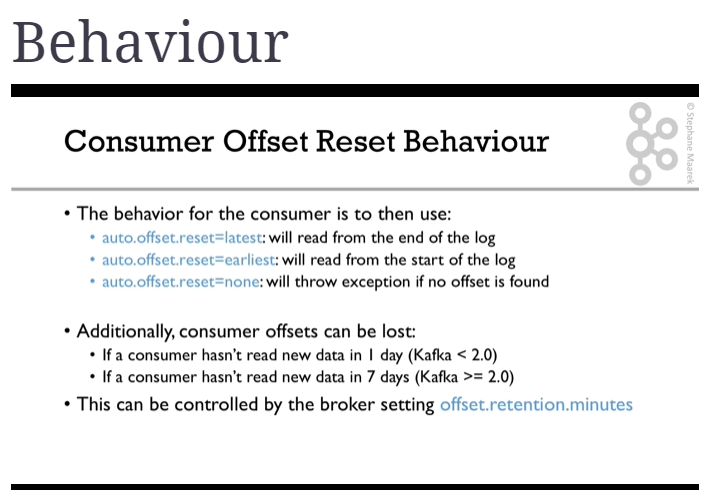 Behaviour
© Stephane Maarek
Consumer Offset Reset Behaviour
• The behavior for the consumer is to then use:
• auto.offset.reset=latest: will read from the end of the log
• auto.offset.reset=earliest: will read from the start of the log
• auto.offset.reset=none: will throw exception if no offset is found
• Additionally, consumer offsets can be lost:
• If a consumer hasn't read new data in 1 day (Kafka < 2.0)
• If a consumer hasn't read new data in 7 days (Kafka >= 2.0)
• This can be controlled by the broker setting offset.retention.minutes